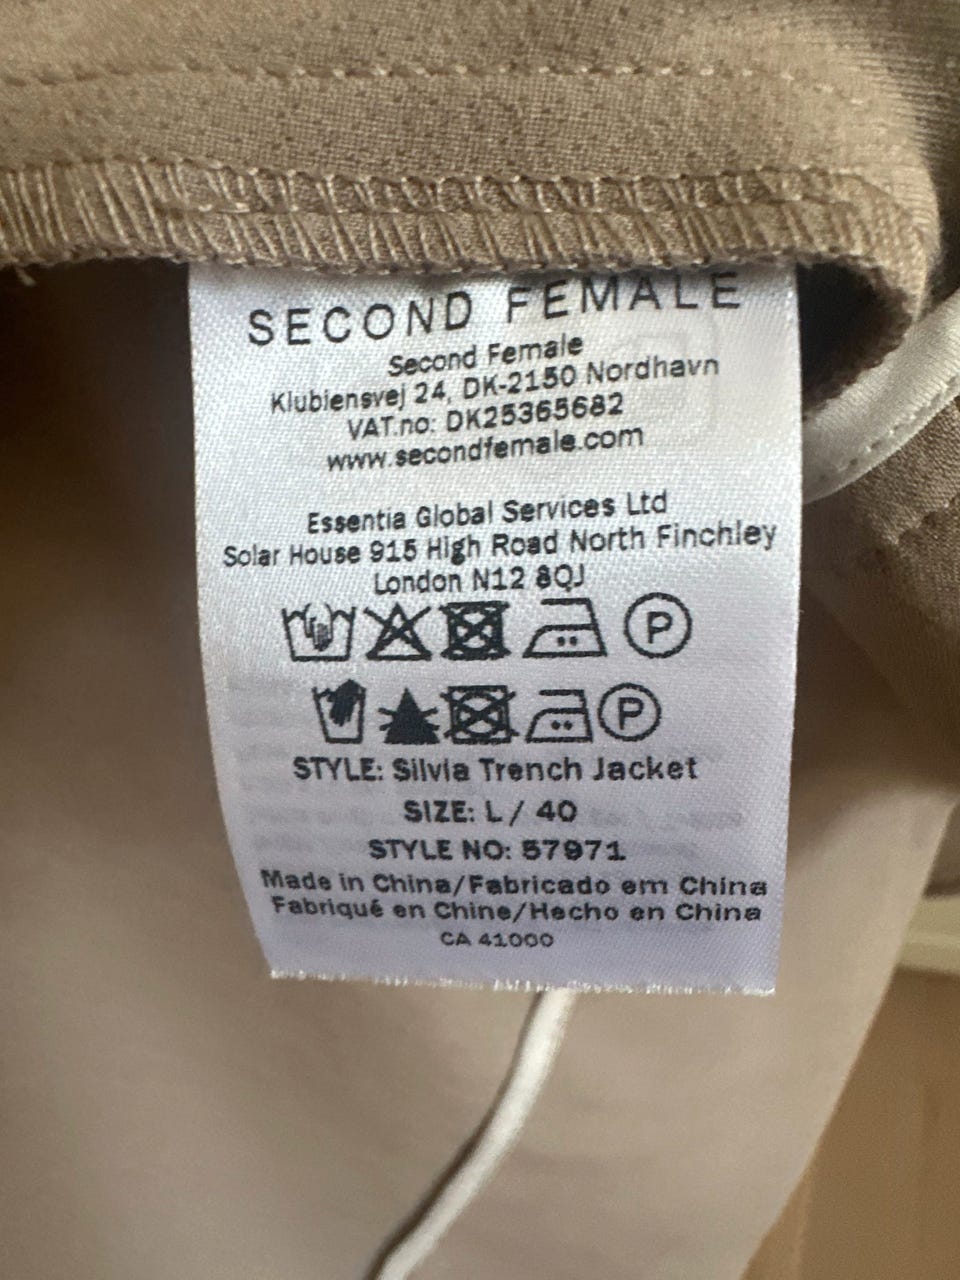 SECOND FEMALE
Second Female
Klubiensvej 24, DK-2150 Nordhavn
VAT.no: DK25365682
www.secondfemale.com
Essentia Global Services Ltd
Solar House 915 High Road North Finchley
London N12 8QJ
P
P
STYLE: Silvia Trench Jacket
SIZE: L / 40
STYLE NO: 57971
Made in China/Fabricado em China
Fabriqué en Chine/Hecho en China
CA 41000